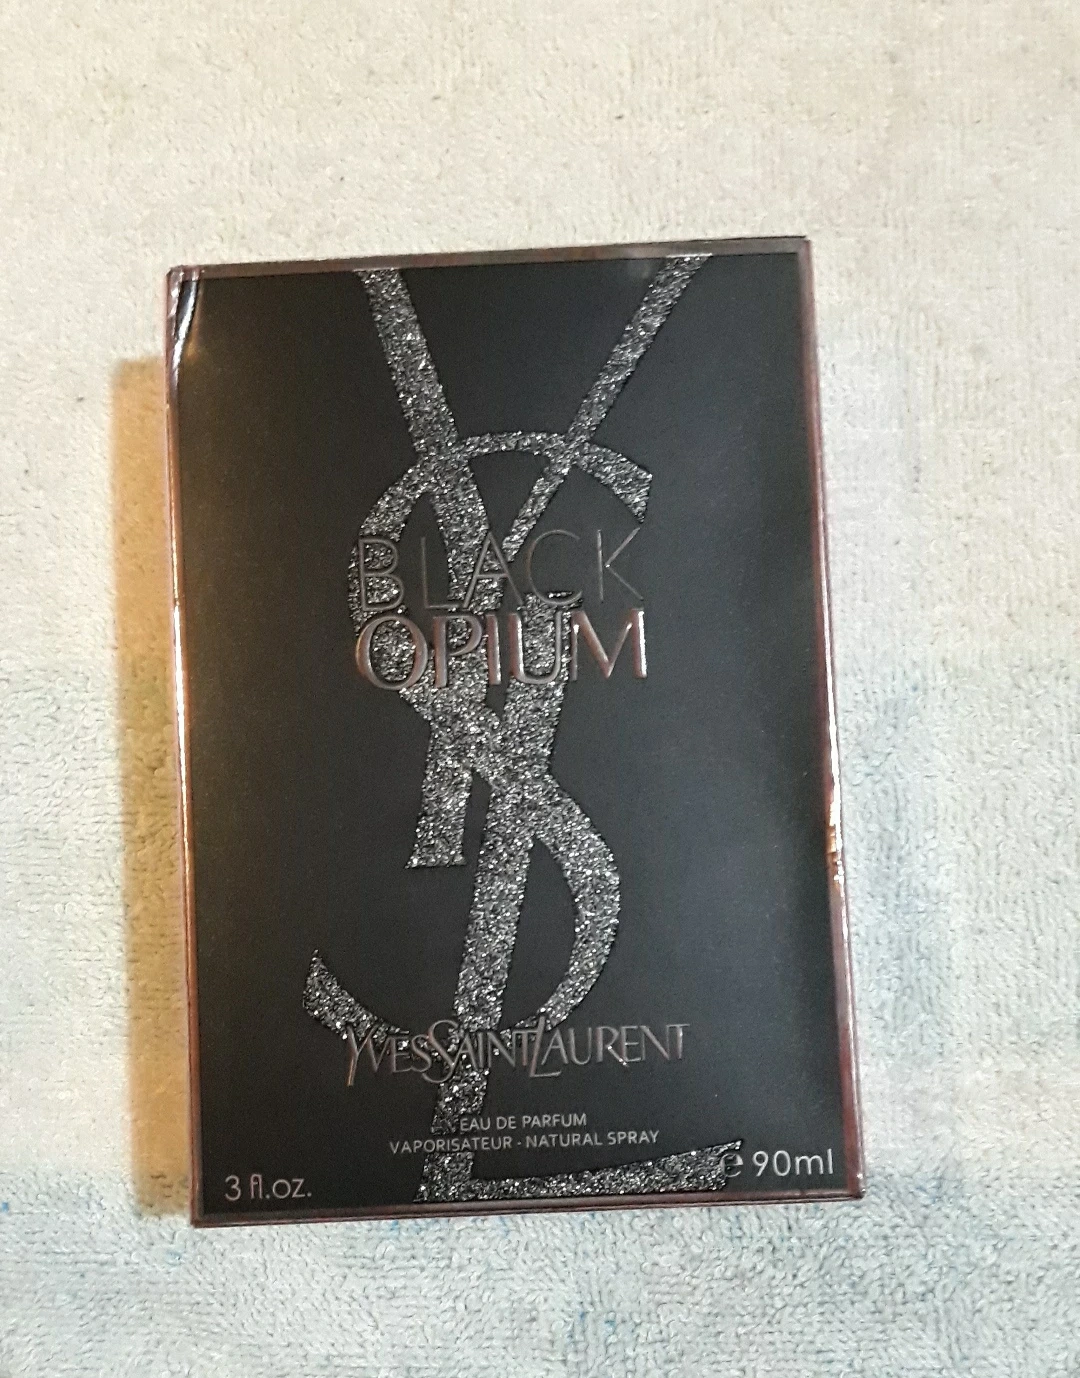 BLACK
OPIUM
YVESSAINTLAURENT
EAU DE PARFUM
VAPORISATEUR - NATURAL SPRAY
3 fl.oz. ℮ 90ml